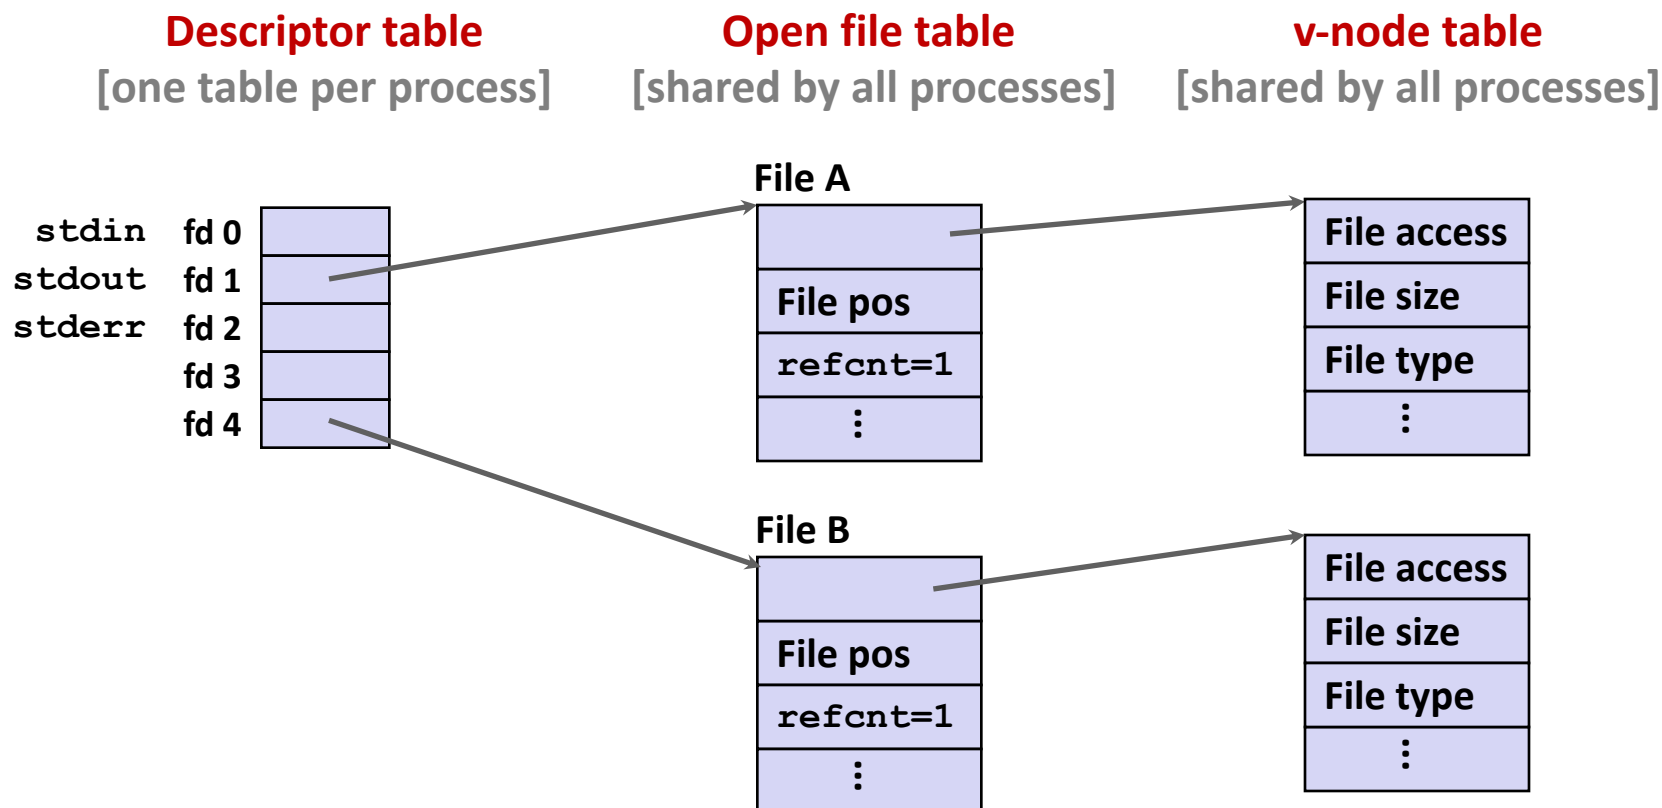 Descriptor table
[one table per process]
Open file table
[shared by all processes]
v-node table
[shared by all processes]
stdin fd 0
stdout fd 1
stderr fd 2
fd 3
fd 4
File A
File pos
refcnt=1
⋮
File access
File size
File type
⋮
File B
File pos
refcnt=1
⋮
File access
File size
File type
⋮